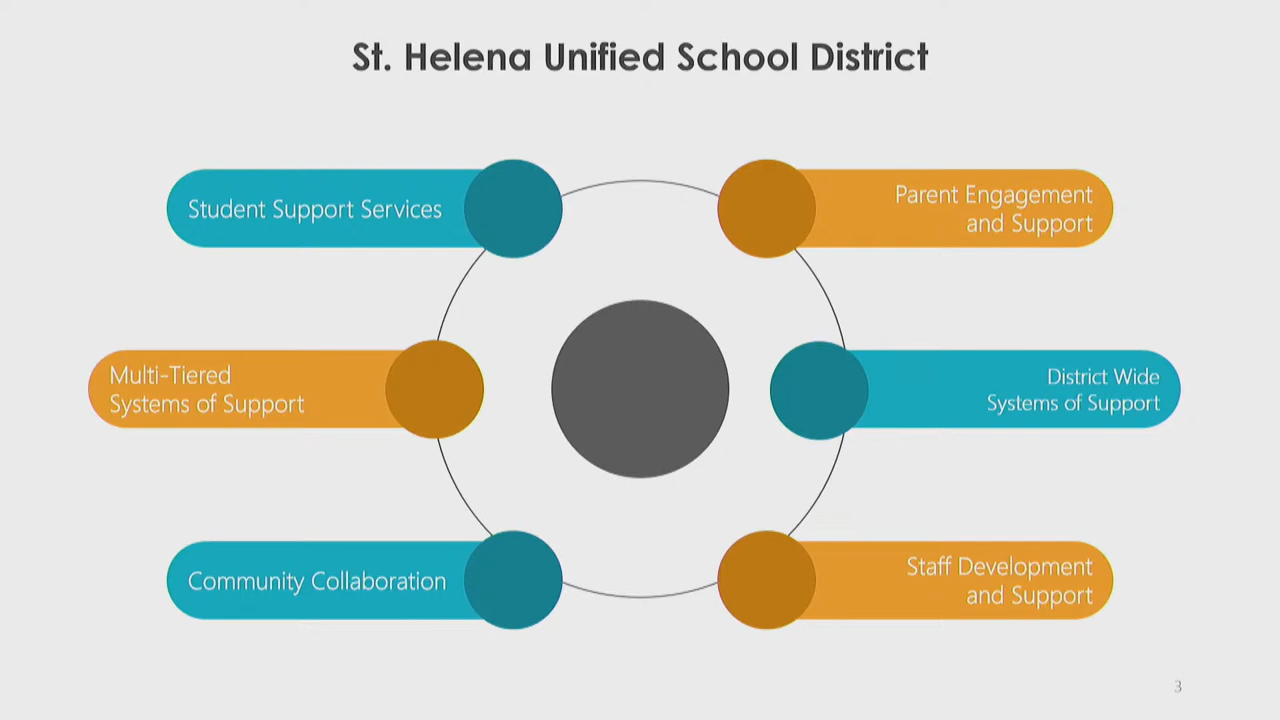 St. Helena Unified School District
Student Support Services
Parent Engagement
and Support
Multi-Tiered
Systems of Support
District Wide
Systems of Support
Community Collaboration
Staff Development
and Support
3